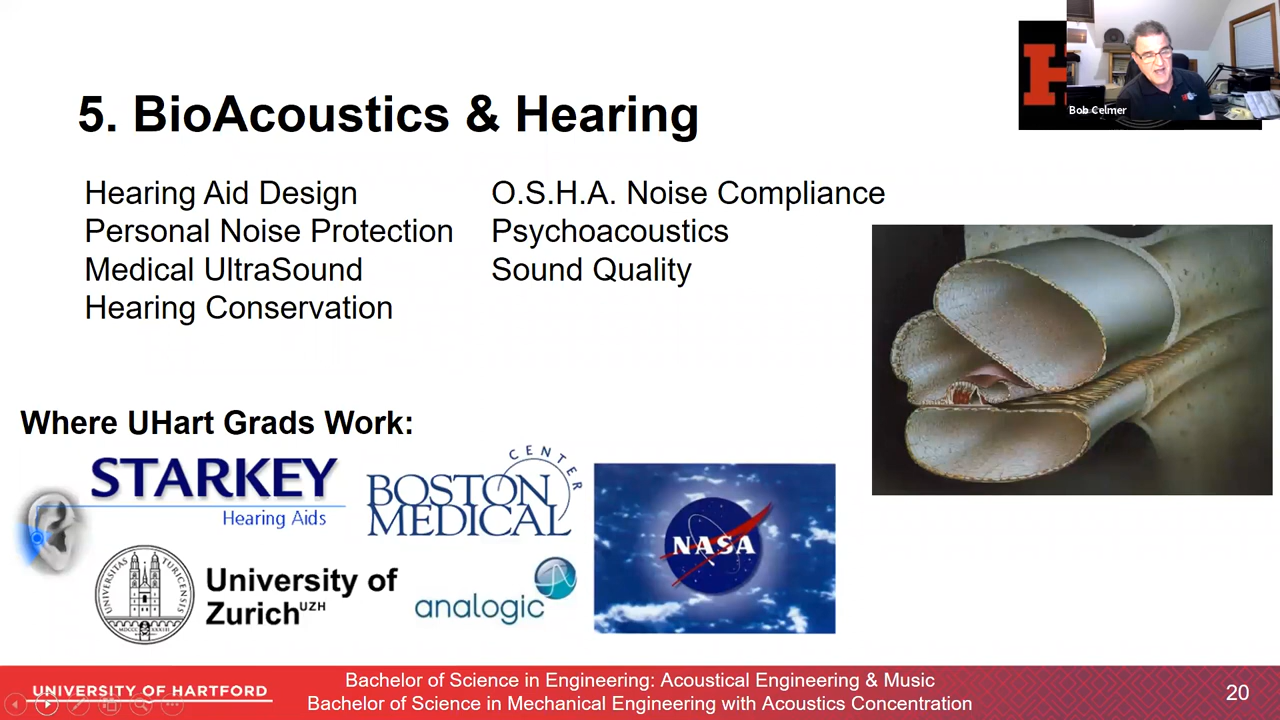 5. BioAcoustics & Hearing
Bob Celmer
Hearing Aid Design
Personal Noise Protection
Medical UltraSound
Hearing Conservation
O.S.H.A. Noise Compliance
Psychoacoustics
Sound Quality
Where UHart Grads Work:
STARKEY
Hearing Aids
BOSTON
MEDICAL
CENTER
NASA
UNIVERSITAS TURICENSIS
University of
Zurich UZH
analogic
UNIVERSITY OF HARTFORD
Bachelor of Science in Engineering: Acoustical Engineering & Music
Bachelor of Science in Mechanical Engineering with Acoustics Concentration
20